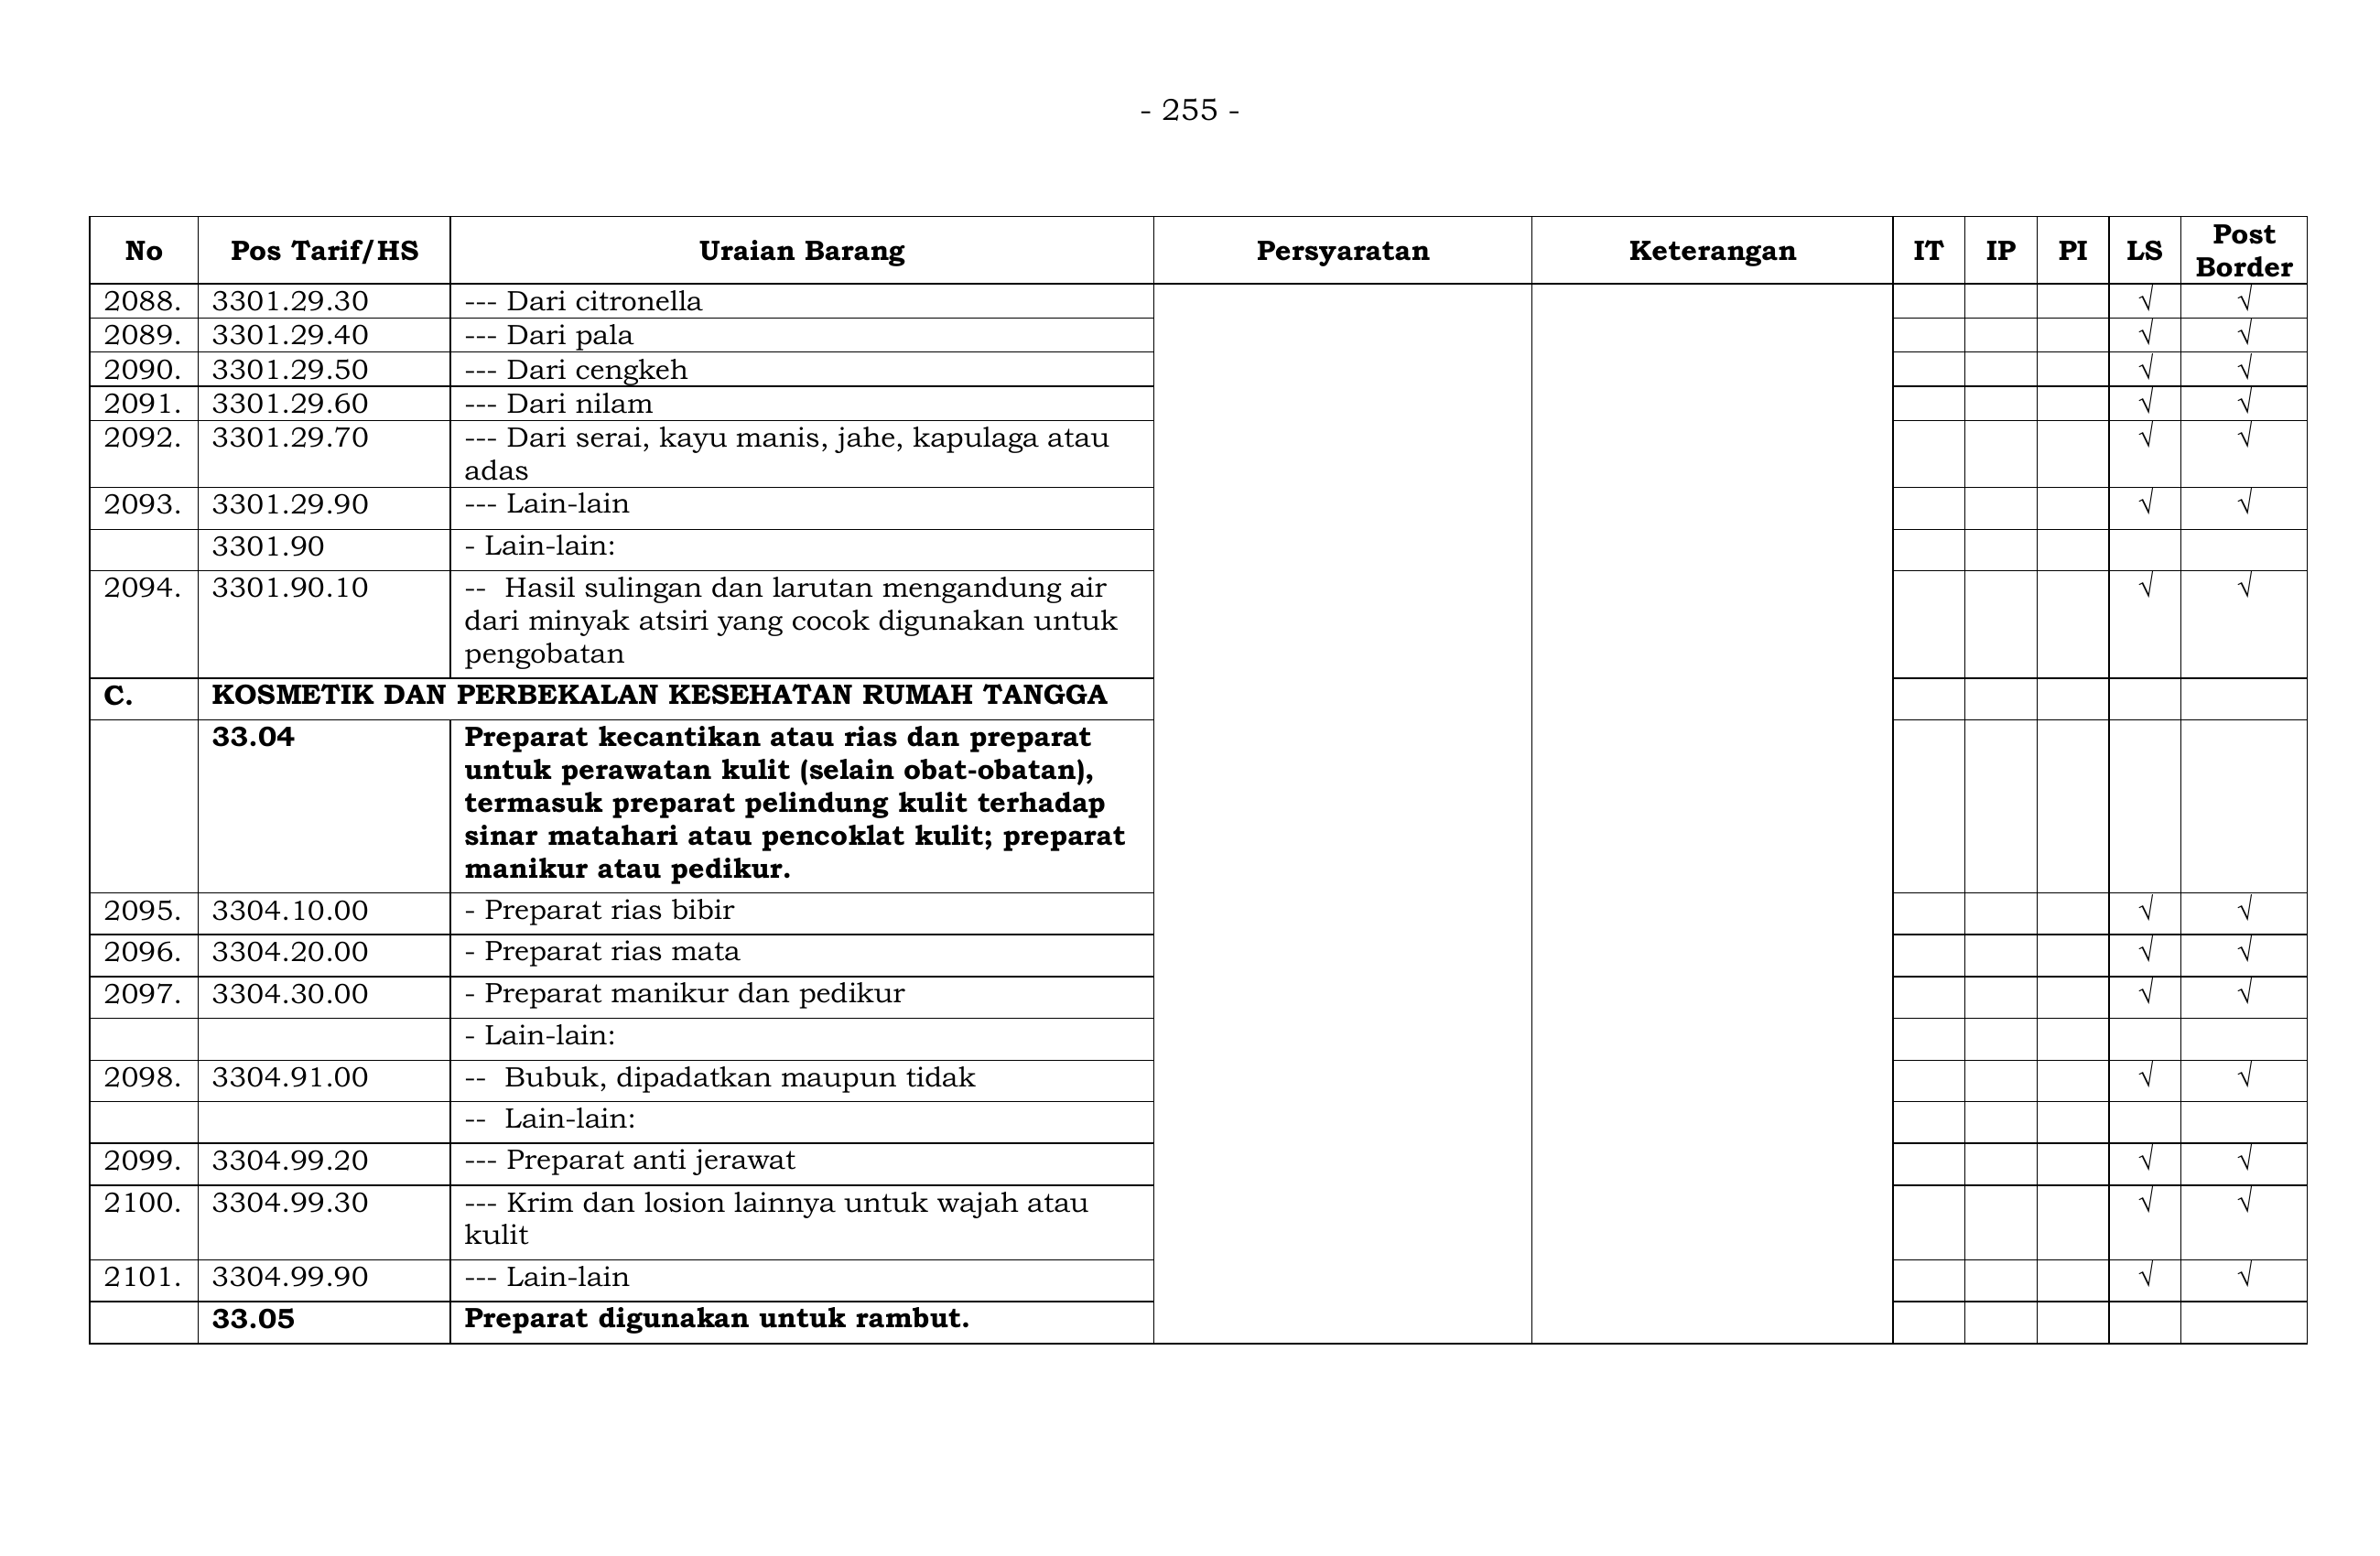 - 255 -
No Pos Tarif/HS Uraian Barang Persyaratan Keterangan IT IP PI LS Post Border
2088. 3301.29.30 --- Dari citronella √ √
2089. 3301.29.40 --- Dari pala √ √
2090. 3301.29.50 --- Dari cengkeh √ √
2091. 3301.29.60 --- Dari nilam √ √
2092. 3301.29.70 --- Dari serai, kayu manis, jahe, kapulaga atau √ √
adas
2093. 3301.29.90 --- Lain-lain √ √
3301.90 - Lain-lain:
2094. 3301.90.10 -- Hasil sulingan dan larutan mengandung air √ √
dari minyak atsiri yang cocok digunakan untuk
pengobatan
C. KOSMETIK DAN PERBEKALAN KESEHATAN RUMAH TANGGA
33.04 Preparat kecantikan atau rias dan preparat
untuk perawatan kulit (selain obat-obatan),
termasuk preparat pelindung kulit terhadap
sinar matahari atau pencoklat kulit; preparat
manikur atau pedikur.
2095. 3304.10.00 - Preparat rias bibir √ √
2096. 3304.20.00 - Preparat rias mata √ √
2097. 3304.30.00 - Preparat manikur dan pedikur √ √
- Lain-lain:
2098. 3304.91.00 -- Bubuk, dipadatkan maupun tidak √ √
-- Lain-lain:
2099. 3304.99.20 --- Preparat anti jerawat √ √
2100. 3304.99.30 --- Krim dan losion lainnya untuk wajah atau √ √
kulit
2101. 3304.99.90 --- Lain-lain √ √
33.05 Preparat digunakan untuk rambut.